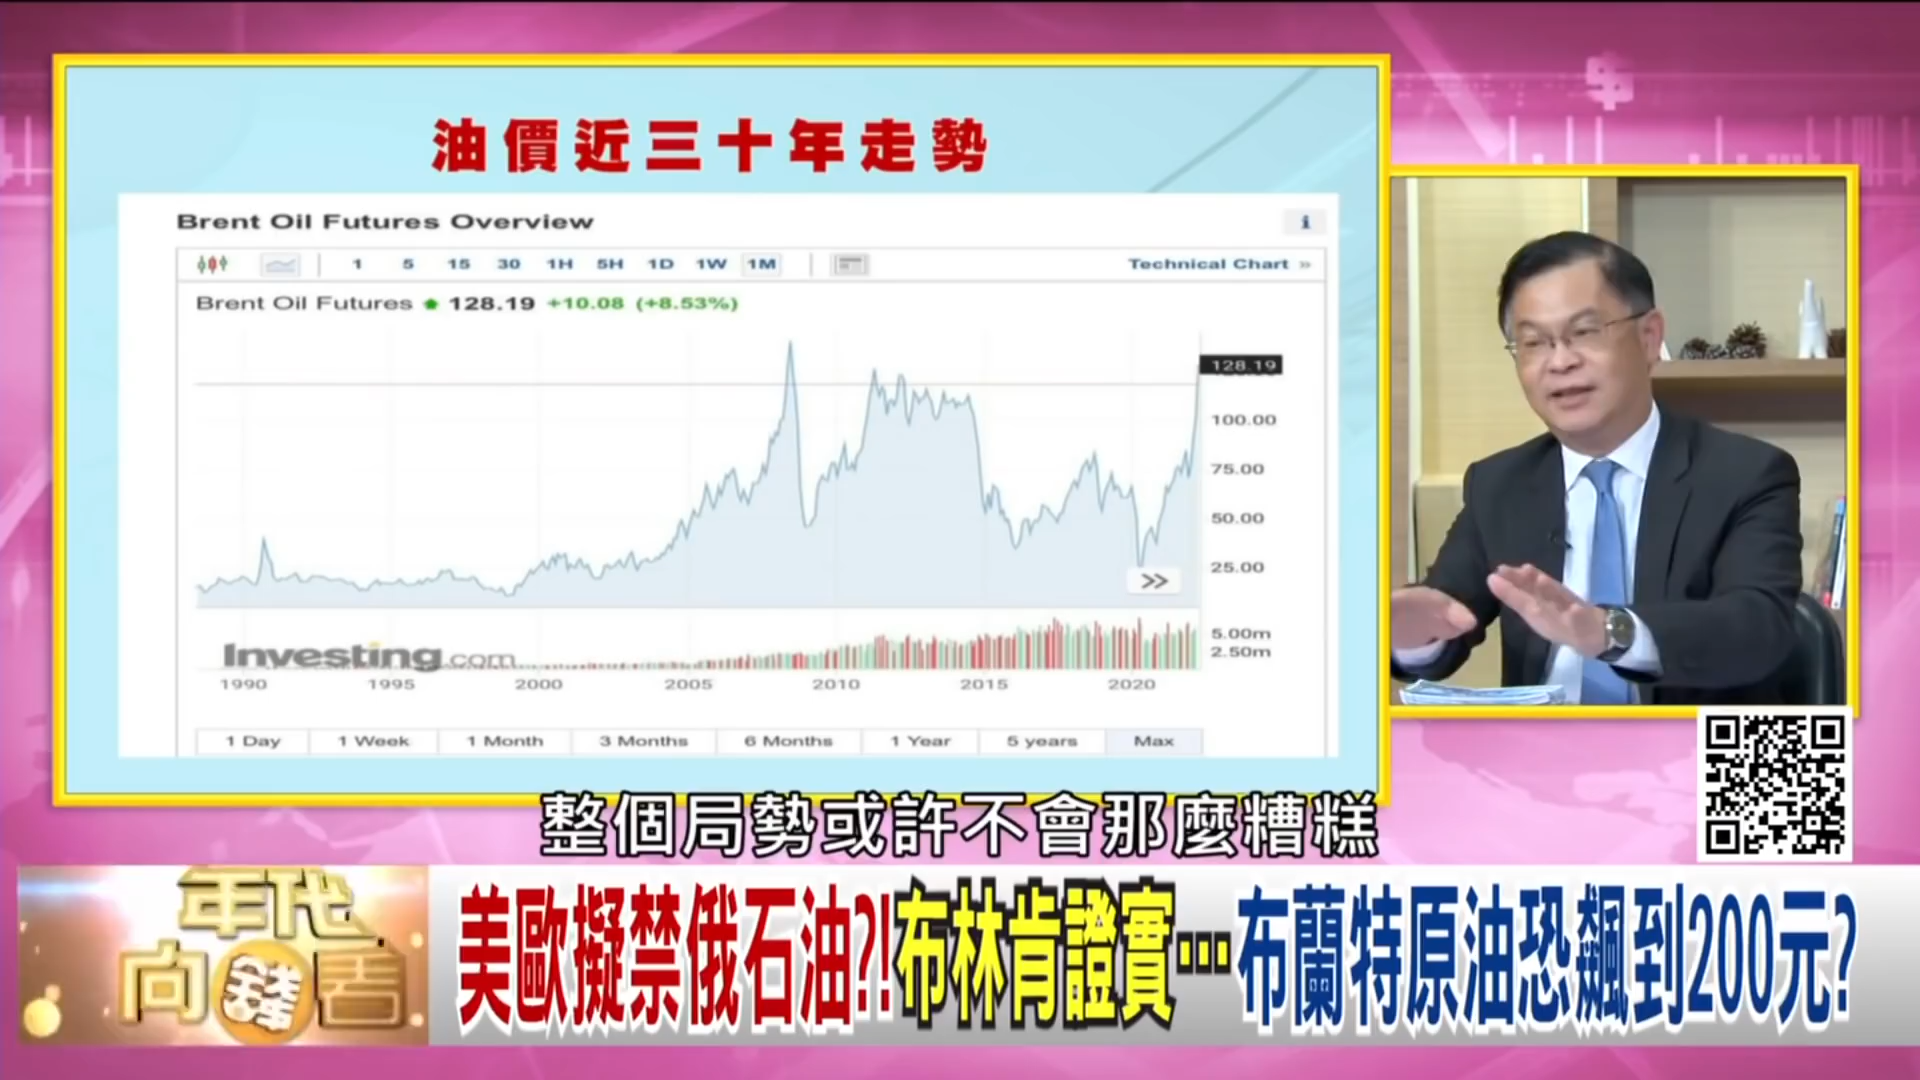 油價近三十年走勢
Brent Oil Futures Overview
i
1 5 15 30 1H 5H 1D 1W 1M
Technical Chart »
Brent Oil Futures 128.19 +10.08 (+8.53%)
128.19
100.00
75.00
50.00
25.00
5.00m
2.50m
Investing.com
1990 1995 2000 2005 2010 2015 2020
1 Day 1 Week 1 Month 3 Months 6 Months 1 Year 5 years Max
整個局勢或許不會那麼糟糕
年代
向錢看
美歐擬禁俄石油?!布林肯證實…布蘭特原油恐飆到200元?